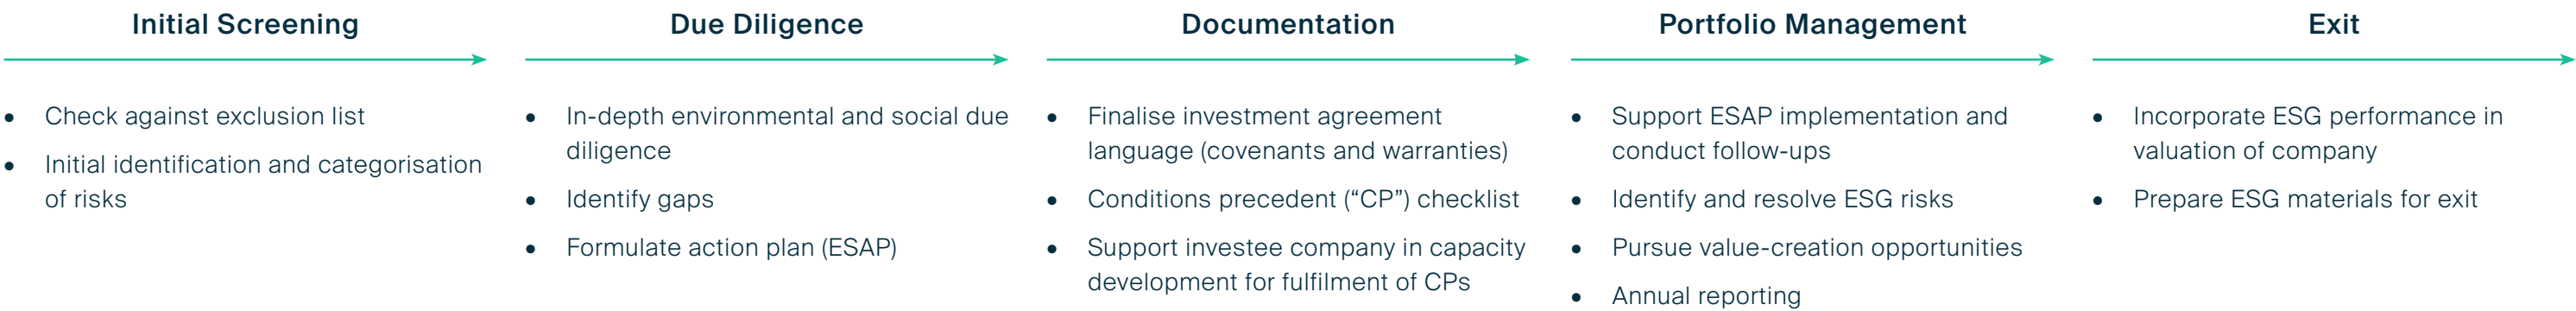 Initial Screening
• Check against exclusion list
• Initial identification and categorisation
of risks
Due Diligence
• In-depth environmental and social due
diligence
• Identify gaps
• Formulate action plan (ESAP)
Documentation
• Finalise investment agreement
language (covenants and warranties)
• Conditions precedent (“CP”) checklist
• Support investee company in capacity
development for fulfilment of CPs
Portfolio Management
• Support ESAP implementation and
conduct follow-ups
• Identify and resolve ESG risks
• Pursue value-creation opportunities
• Annual reporting
Exit
• Incorporate ESG performance in
valuation of company
• Prepare ESG materials for exit